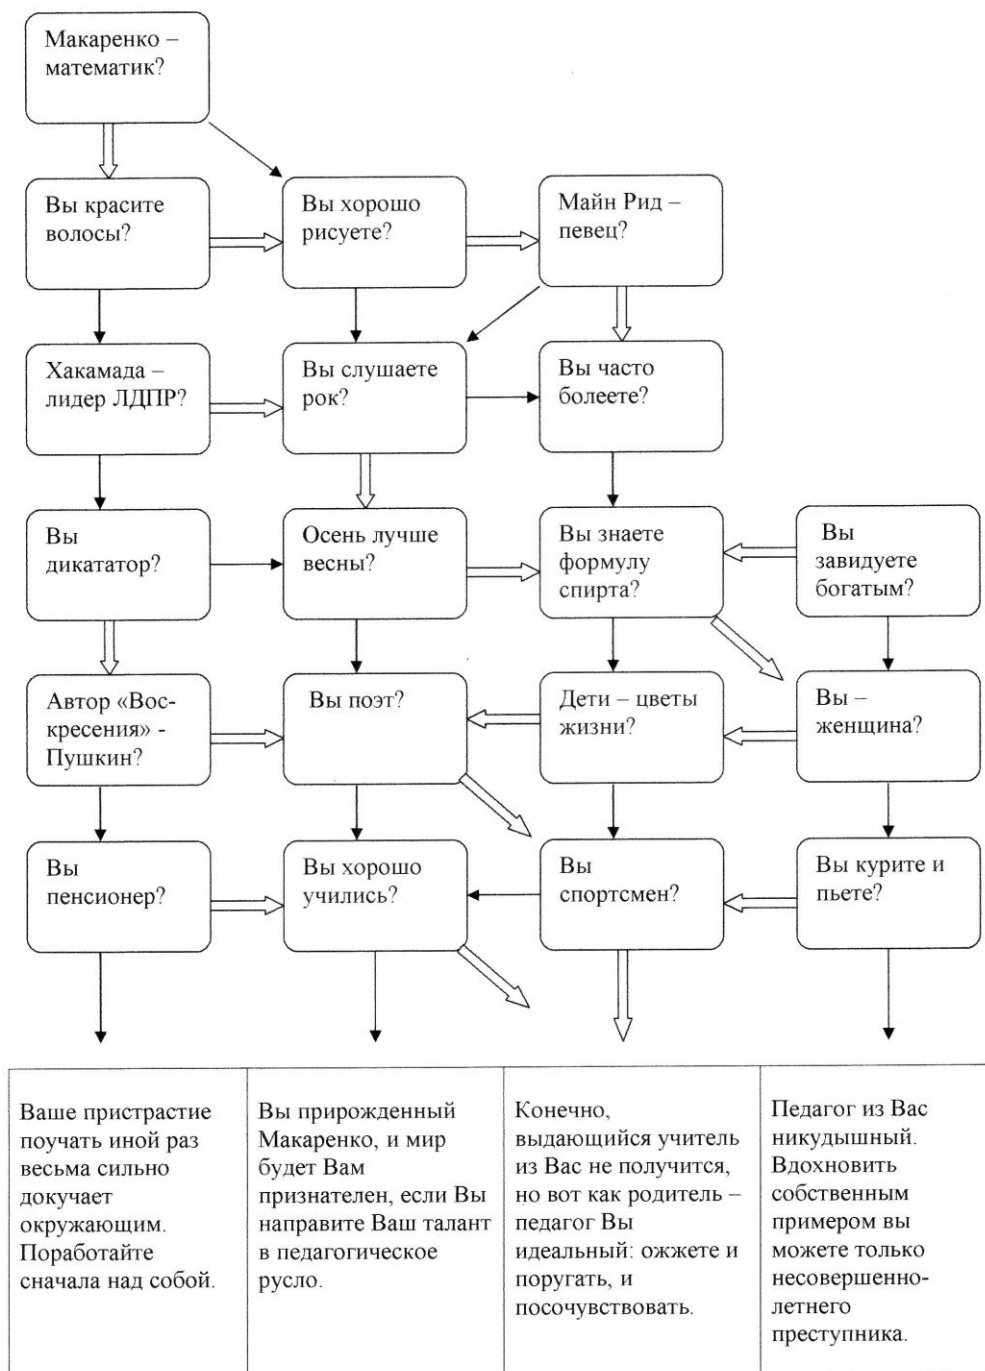 Макаренко –
математик?
Вы красите
волосы?
Вы хорошо
рисуете?
Майн Рид –
певец?
Хакамада –
лидер ЛДПР?
Вы слушаете
рок?
Вы часто
болеете?
Вы
дикататор?
Осень лучше
весны?
Вы знаете
формулу
спирта?
Вы
завидуете
богатым?
Автор «Вос-
кресения» -
Пушкин?
Вы поэт?
Дети – цветы
жизни?
Вы –
женщина?
Вы
пенсионер?
Вы хорошо
учились?
Вы
спортсмен?
Вы курите и
пьете?
Ваше пристрастие
поучать иной раз
весьма сильно
докучает
окружающим.
Поработайте
сначала над собой.
Вы прирожденный
Макаренко, и мир
будет Вам
признателен, если Вы
направите Ваш талант
в педагогическое
русло.
Конечно,
выдающийся учитель
из Вас не получится,
но вот как родитель –
педагог Вы
идеальный: ожжете и
поругать, и
посочувствовать.
Педагог из Вас
никудышный.
Вдохновить
собственным
примером вы
можете только
несовершенно-
летнего
преступника.